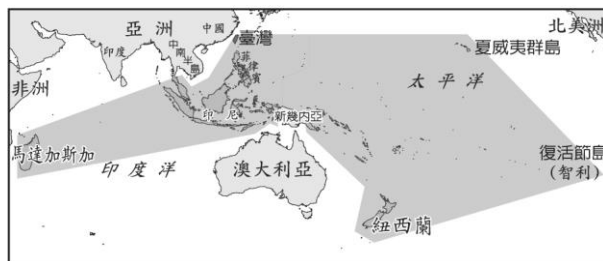 亞洲
中國
北美洲
印度
中南半島
臺灣
夏威夷群島
菲律賓
太平洋
非洲
印尼
新幾內亞
馬達加斯加
印度洋
澳大利亞
復活節島
(智利)
紐西蘭